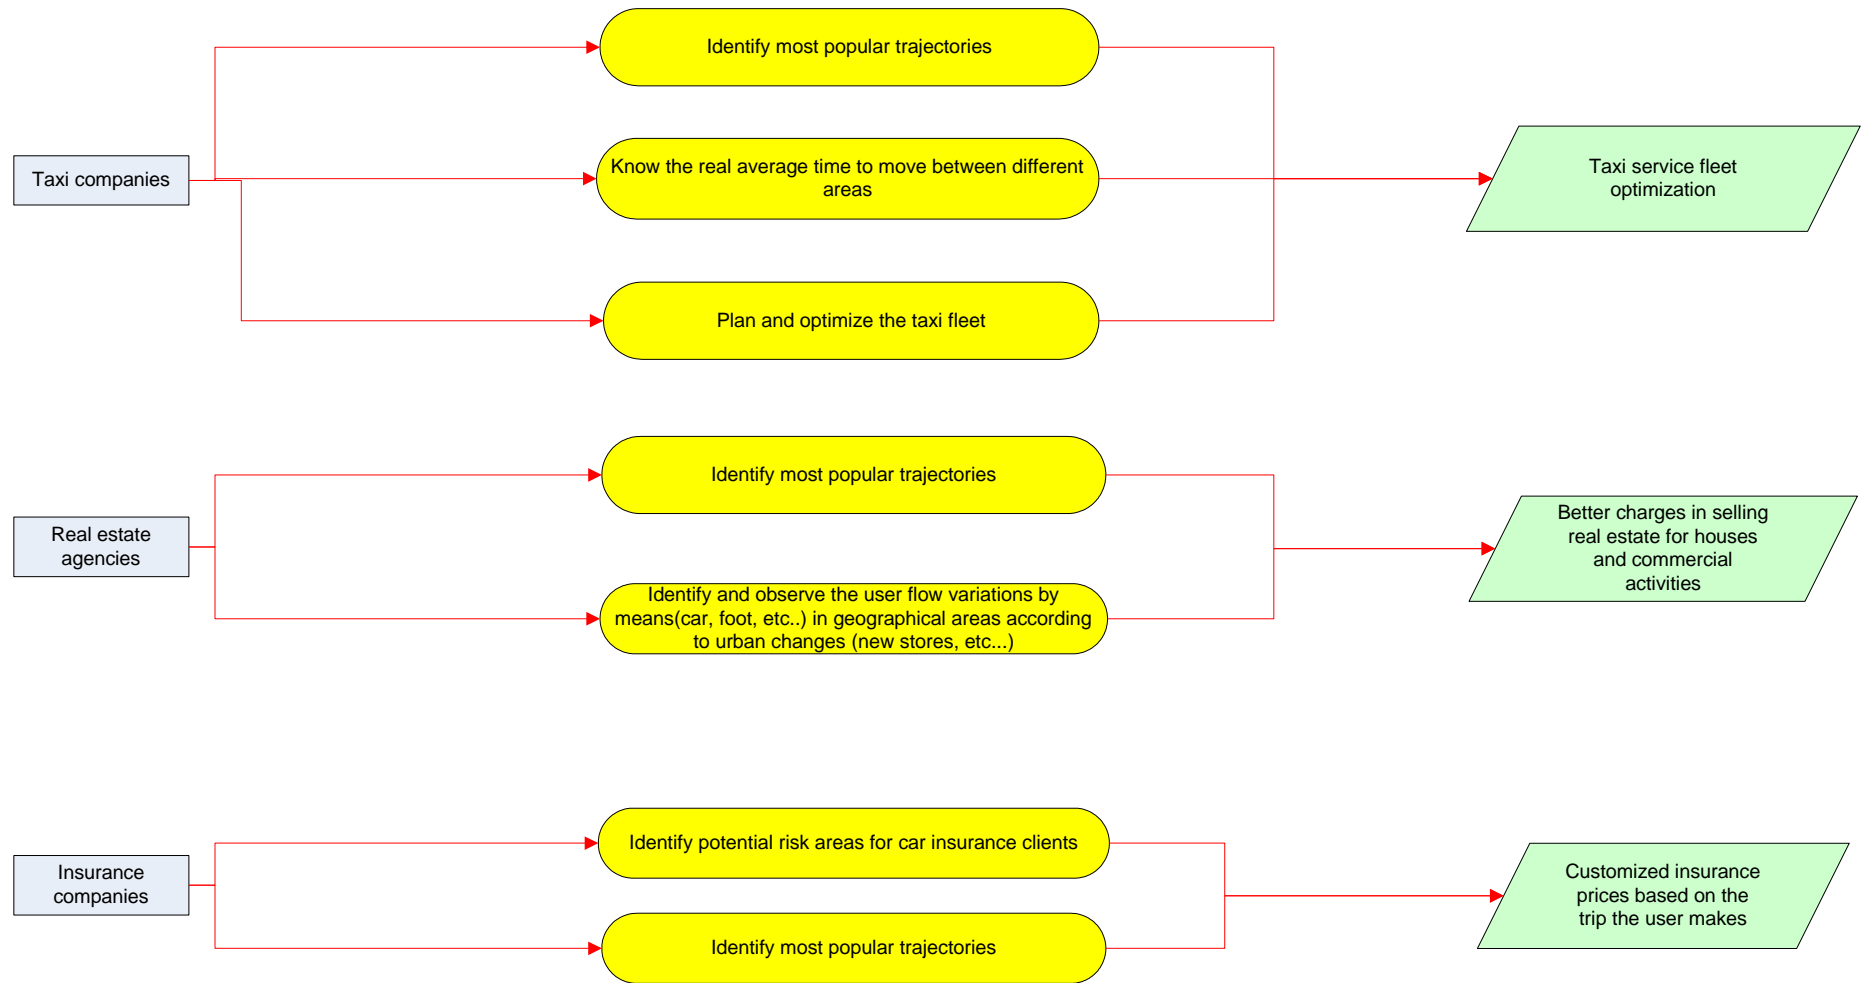 Identify most popular trajectories
Taxi companies
Know the real average time to move between different
areas
Taxi service fleet
optimization
Plan and optimize the taxi fleet
Identify most popular trajectories
Real estate
agencies
Better charges in selling
real estate for houses
and commercial
activities
Identify and observe the user flow variations by
means(car, foot, etc..) in geographical areas according
to urban changes (new stores, etc...)
Identify potential risk areas for car insurance clients
Insurance
companies
Customized insurance
prices based on the
trip the user makes
Identify most popular trajectories